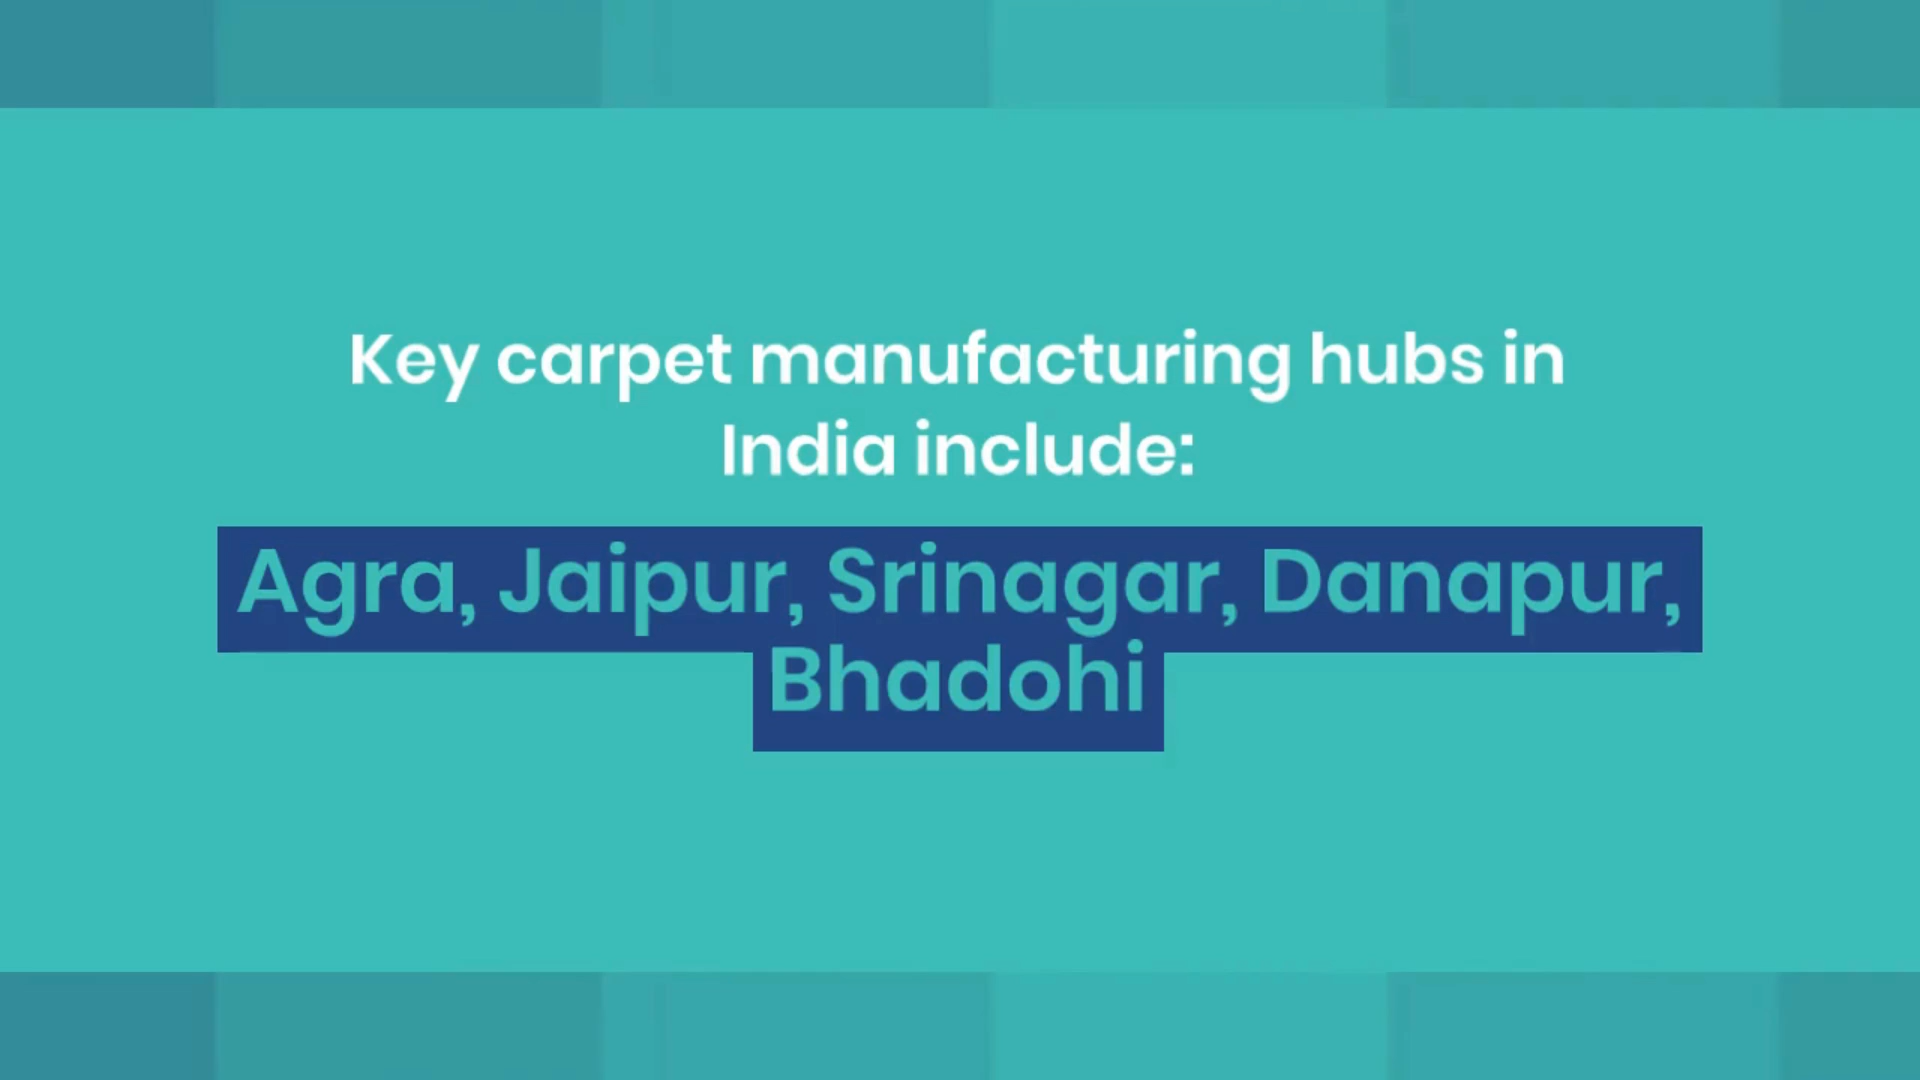 Key carpet manufacturing hubs in
India include:
Agra, Jaipur, Srinagar, Danapur,
Bhadohi